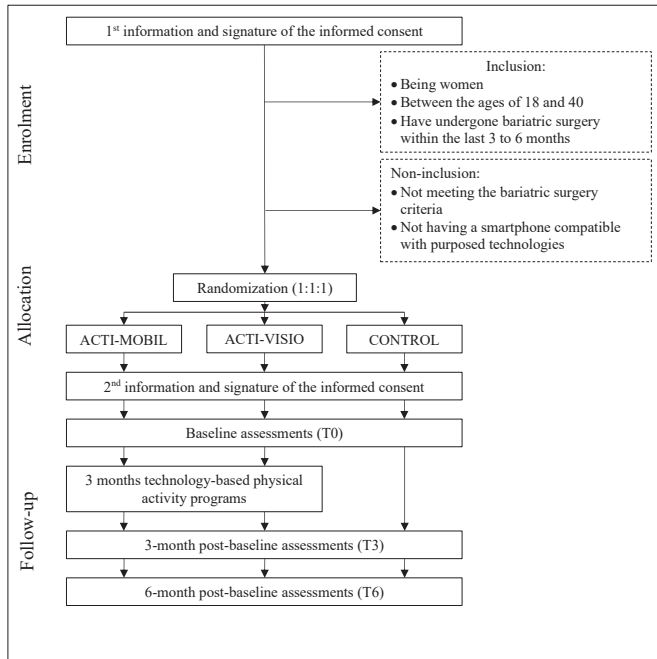 1st information and signature of the informed consent
Inclusion:
• Being women
• Between the ages of 18 and 40
• Have undergone bariatric surgery
within the last 3 to 6 months
Enrolment
Non-inclusion:
• Not meeting the bariatric surgery
criteria
• Not having a smartphone compatible
with purposed technologies
Randomization (1:1:1)
Allocation
ACTI-MOBIL
ACTI-VISIO
CONTROL
2nd information and signature of the informed consent
Baseline assessments (T0)
3 months technology-based physical
activity programs
Follow-up
3-month post-baseline assessments (T3)
6-month post-baseline assessments (T6)